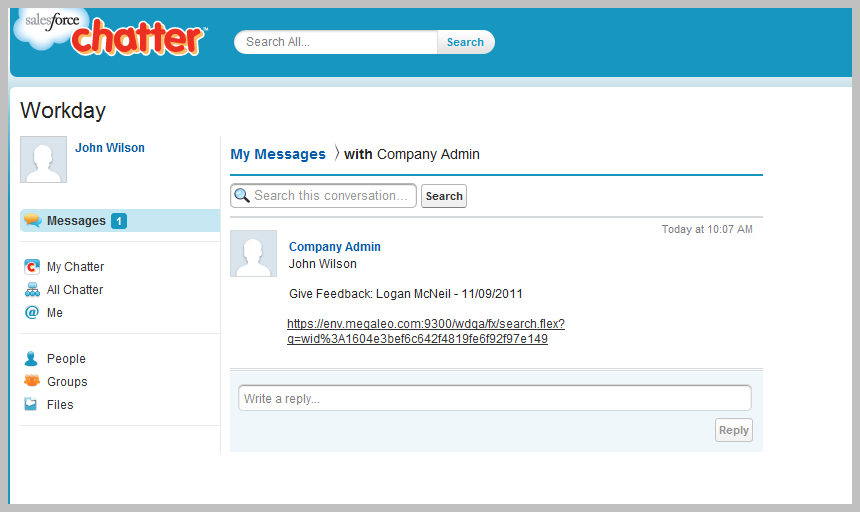 salesforce
chatter™
Search All...
Search
Workday
John Wilson
Messages 1
My Chatter
All Chatter
Me
People
Groups
Files
My Messages 〉 with Company Admin
Search this conversation...
Search
Today at 10:07 AM
Company Admin
John Wilson
Give Feedback: Logan McNeil - 11/09/2011
https://env.megaleo.com:9300/wdqa/fx/search.flex?
q=wid%3A1604e3bef6c642f4819fe6f92f97e149
Write a reply...
Reply